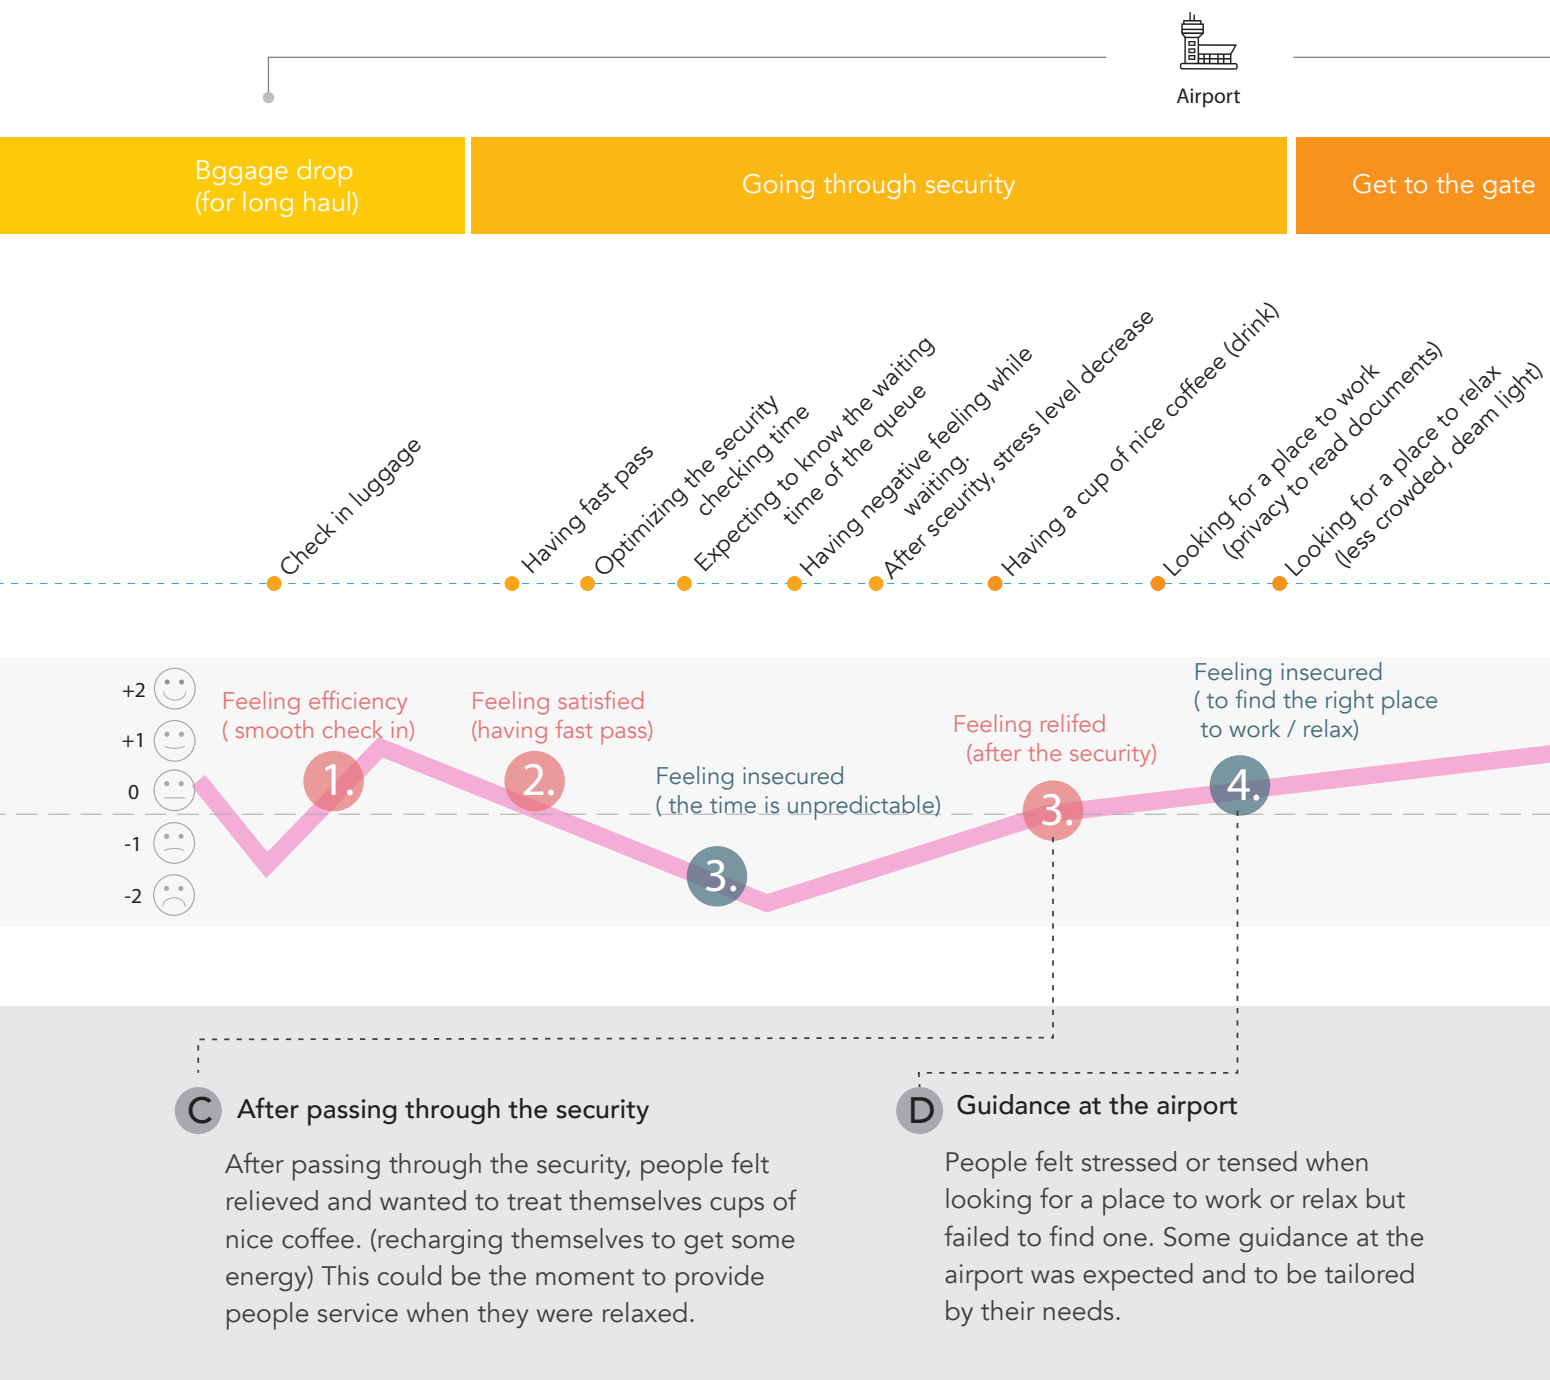 Airport
Bggage drop
(for long haul)
Going through security
Get to the gate
Check in luggage
Having fast pass
Optimizing the security
checking time
Expecting to know the waiting
time of the queue
Having negative feeling while
waiting.
After sceurity, stress level decrease
Having a cup of nice coffeee (drink)
Looking for a place to work
(privacy to read documents)
Looking for a place to relax
(less crowded, deam light)
+2
+1
0
-1
-2
Feeling efficiency
( smooth check in)
1.
Feeling satisfied
(having fast pass)
2.
Feeling insecured
( the time is unpredictable)
3.
Feeling relifed
(after the security)
3.
Feeling insecured
( to find the right place
to work / relax)
4.
C After passing through the security
After passing through the security, people felt
relieved and wanted to treat themselves cups of
nice coffee. (recharging themselves to get some
energy) This could be the moment to provide
people service when they were relaxed.
D Guidance at the airport
People felt stressed or tensed when
looking for a place to work or relax but
failed to find one. Some guidance at the
airport was expected and to be tailored
by their needs.